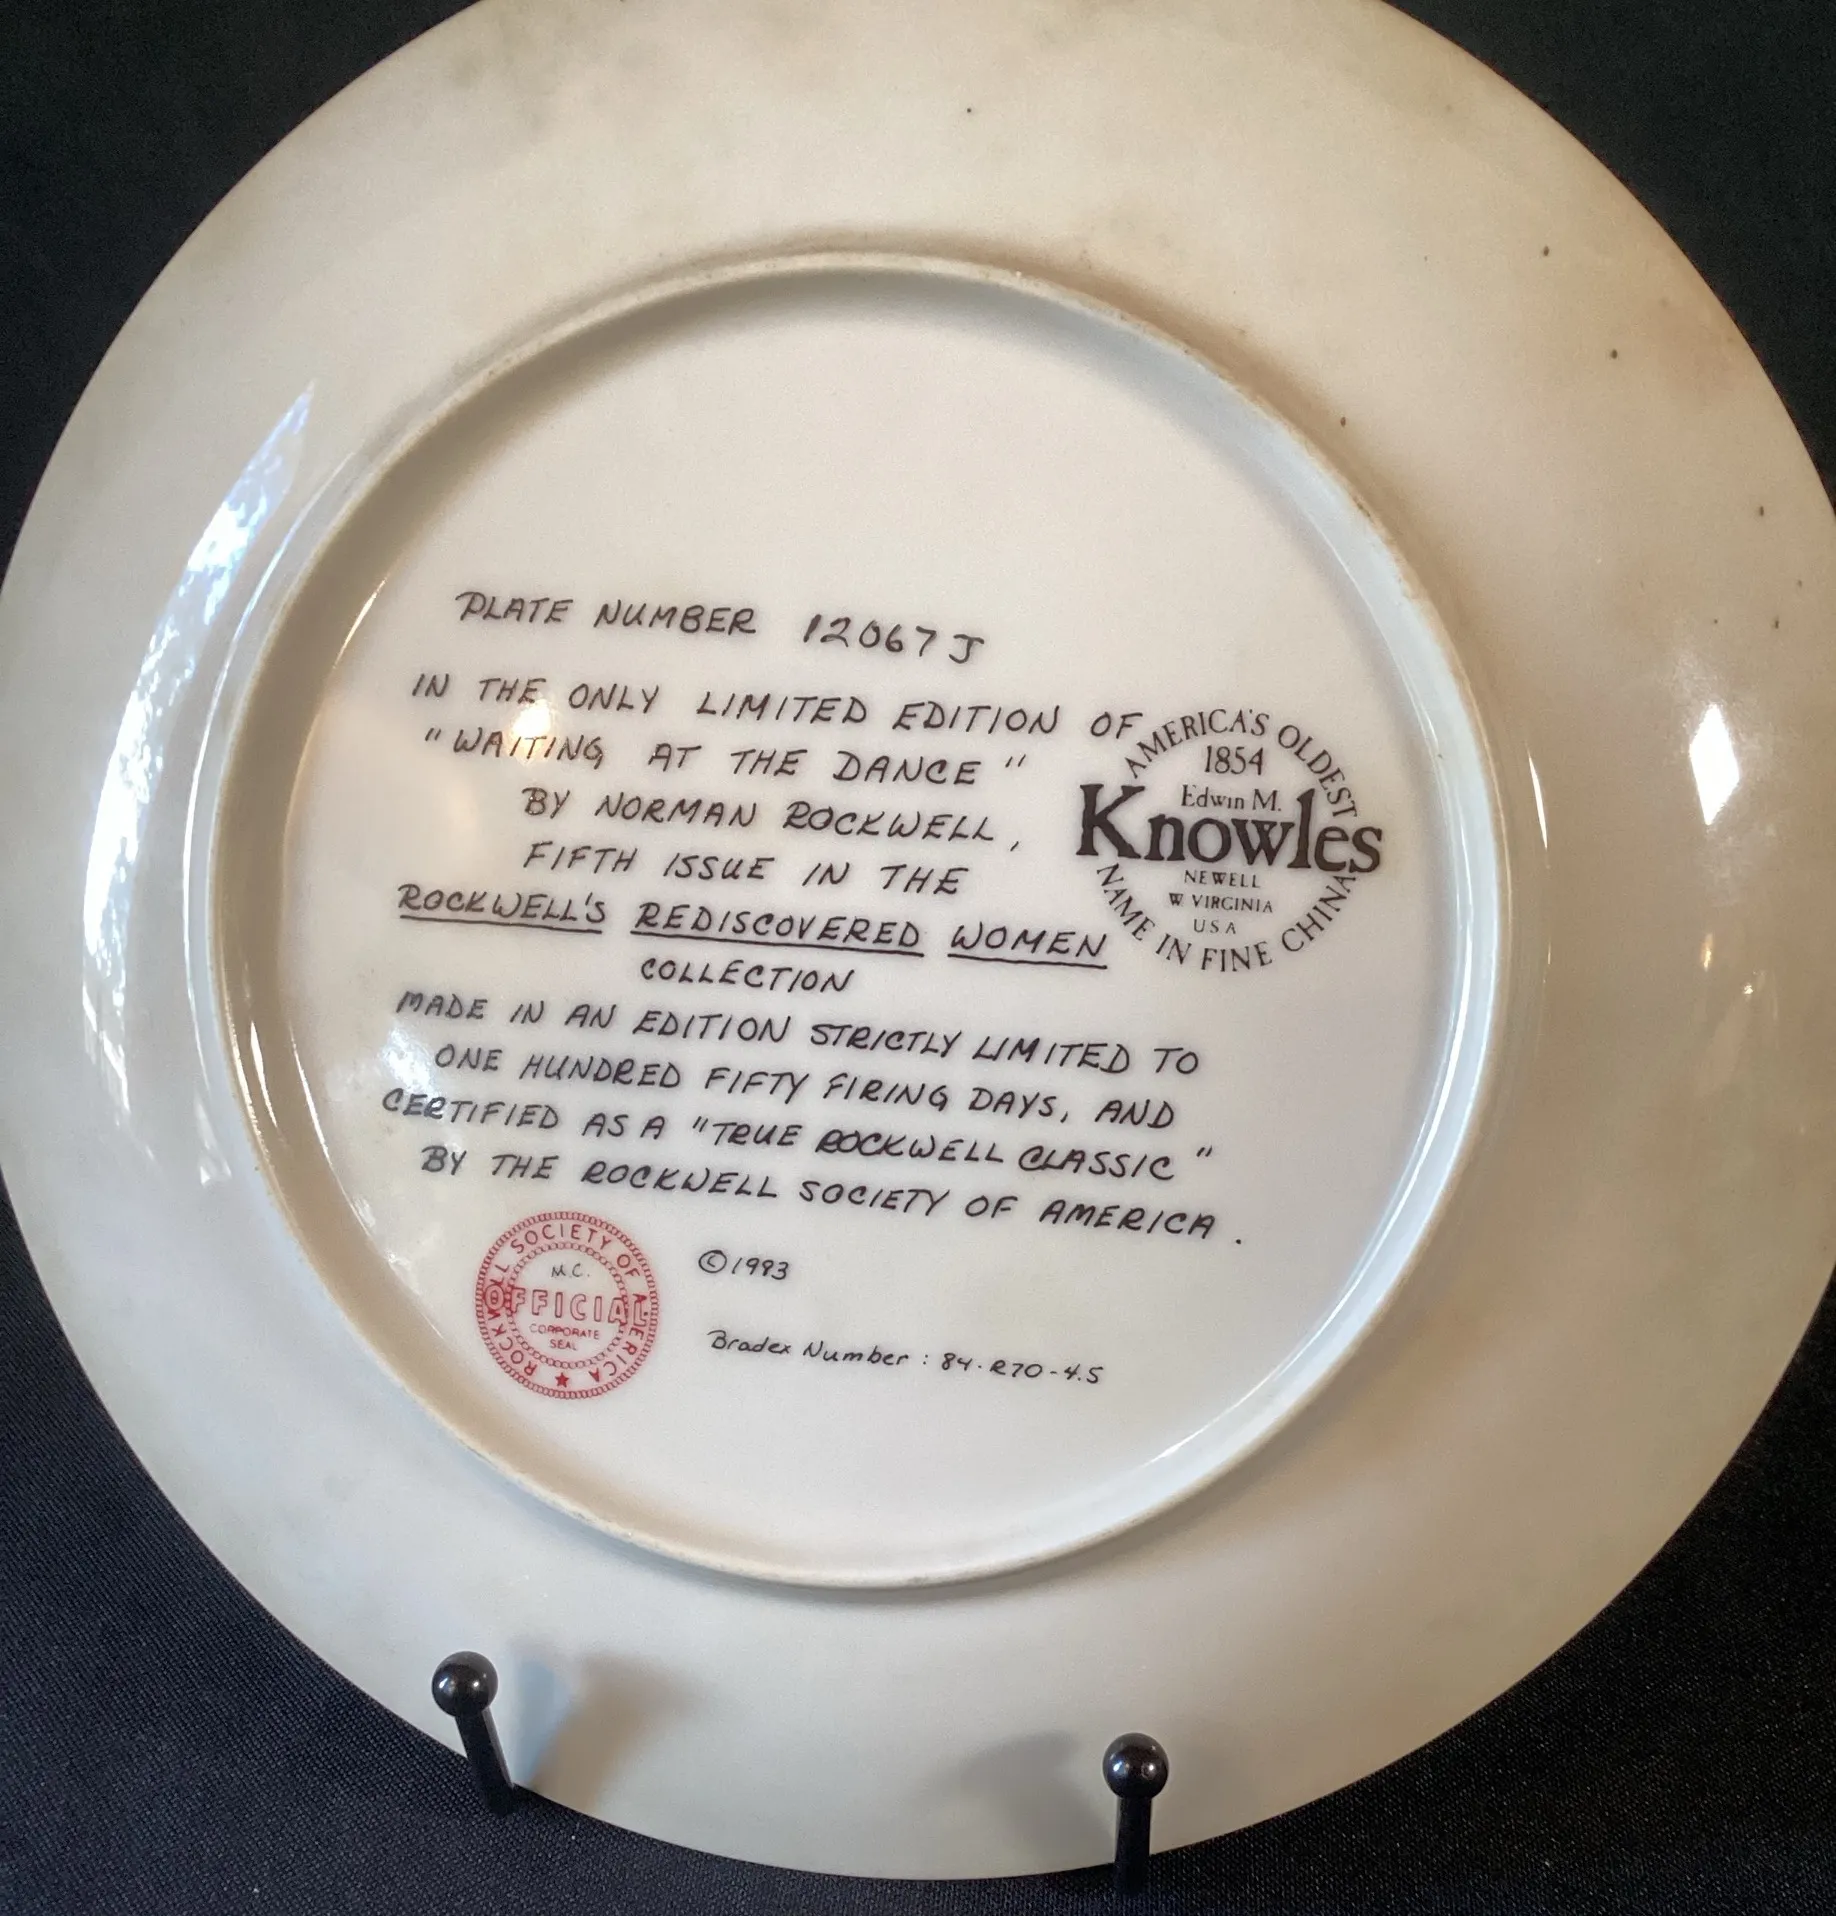 PLATE NUMBER 12067 J
IN THE ONLY LIMITED EDITION OF
"WAITING AT THE DANCE"
BY NORMAN ROCKWELL,
FIFTH ISSUE IN THE
ROCKWELL'S REDISCOVERED WOMEN
COLLECTION
MADE IN AN EDITION STRICTLY LIMITED TO
ONE HUNDRED FIFTY FIRING DAYS, AND
CERTIFIED AS A "TRUE ROCKWELL CLASSIC"
BY THE ROCKWELL SOCIETY OF AMERICA.
AMERICA'S OLDEST
1854
Edwin M.
Knowles
NEWELL
W VIRGINIA
USA
NAME IN FINE CHINA
ROCKWELL SOCIETY OF AMERICA
M.C.
OFFICIAL
CORPORATE
SEAL
★
©1983
Bradex Number: 84-R70-4.5